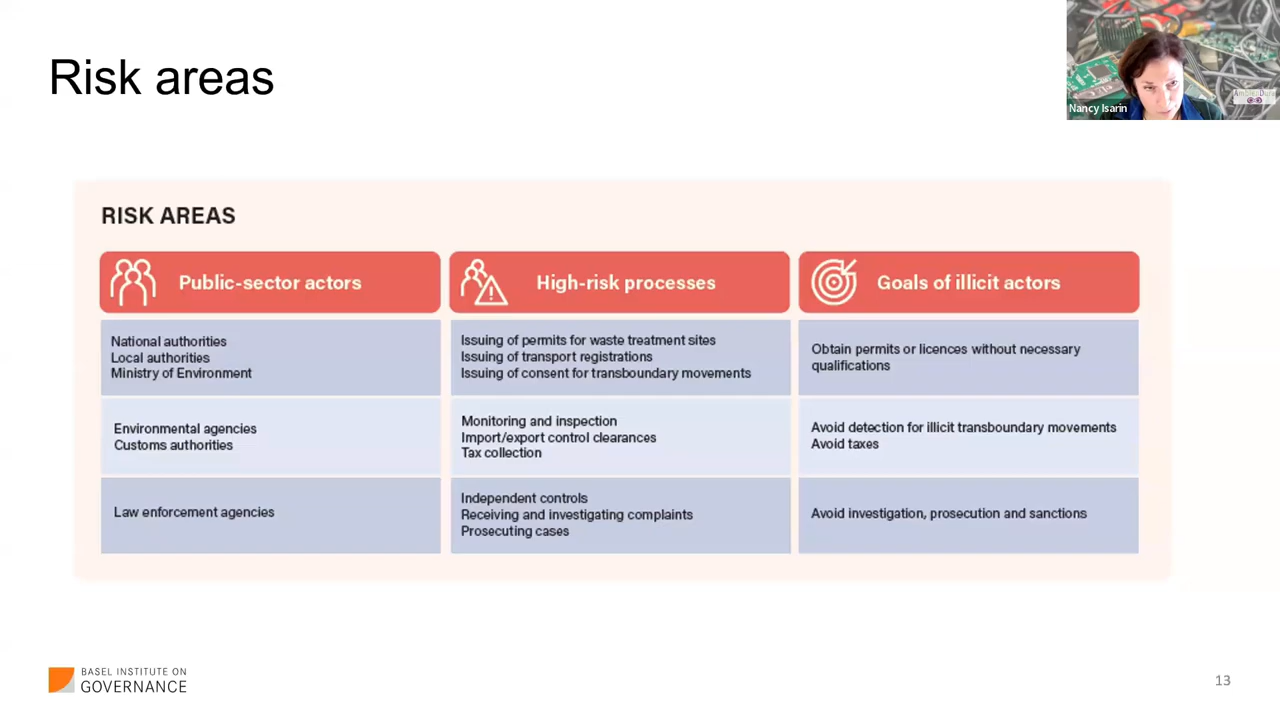 Risk areas
Nancy Isarin
RISK AREAS
Public-sector actors
High-risk processes
Goals of illicit actors
National authorities
Local authorities
Ministry of Environment
Issuing of permits for waste treatment sites
Issuing of transport registrations
Issuing of consent for transboundary movements
Obtain permits or licences without necessary
qualifications
Environmental agencies
Customs authorities
Monitoring and inspection
Import/export control clearances
Tax collection
Avoid detection for illicit transboundary movements
Avoid taxes
Law enforcement agencies
Independent controls
Receiving and investigating complaints
Prosecuting cases
Avoid investigation, prosecution and sanctions
BASEL INSTITUTE ON
GOVERNANCE
13